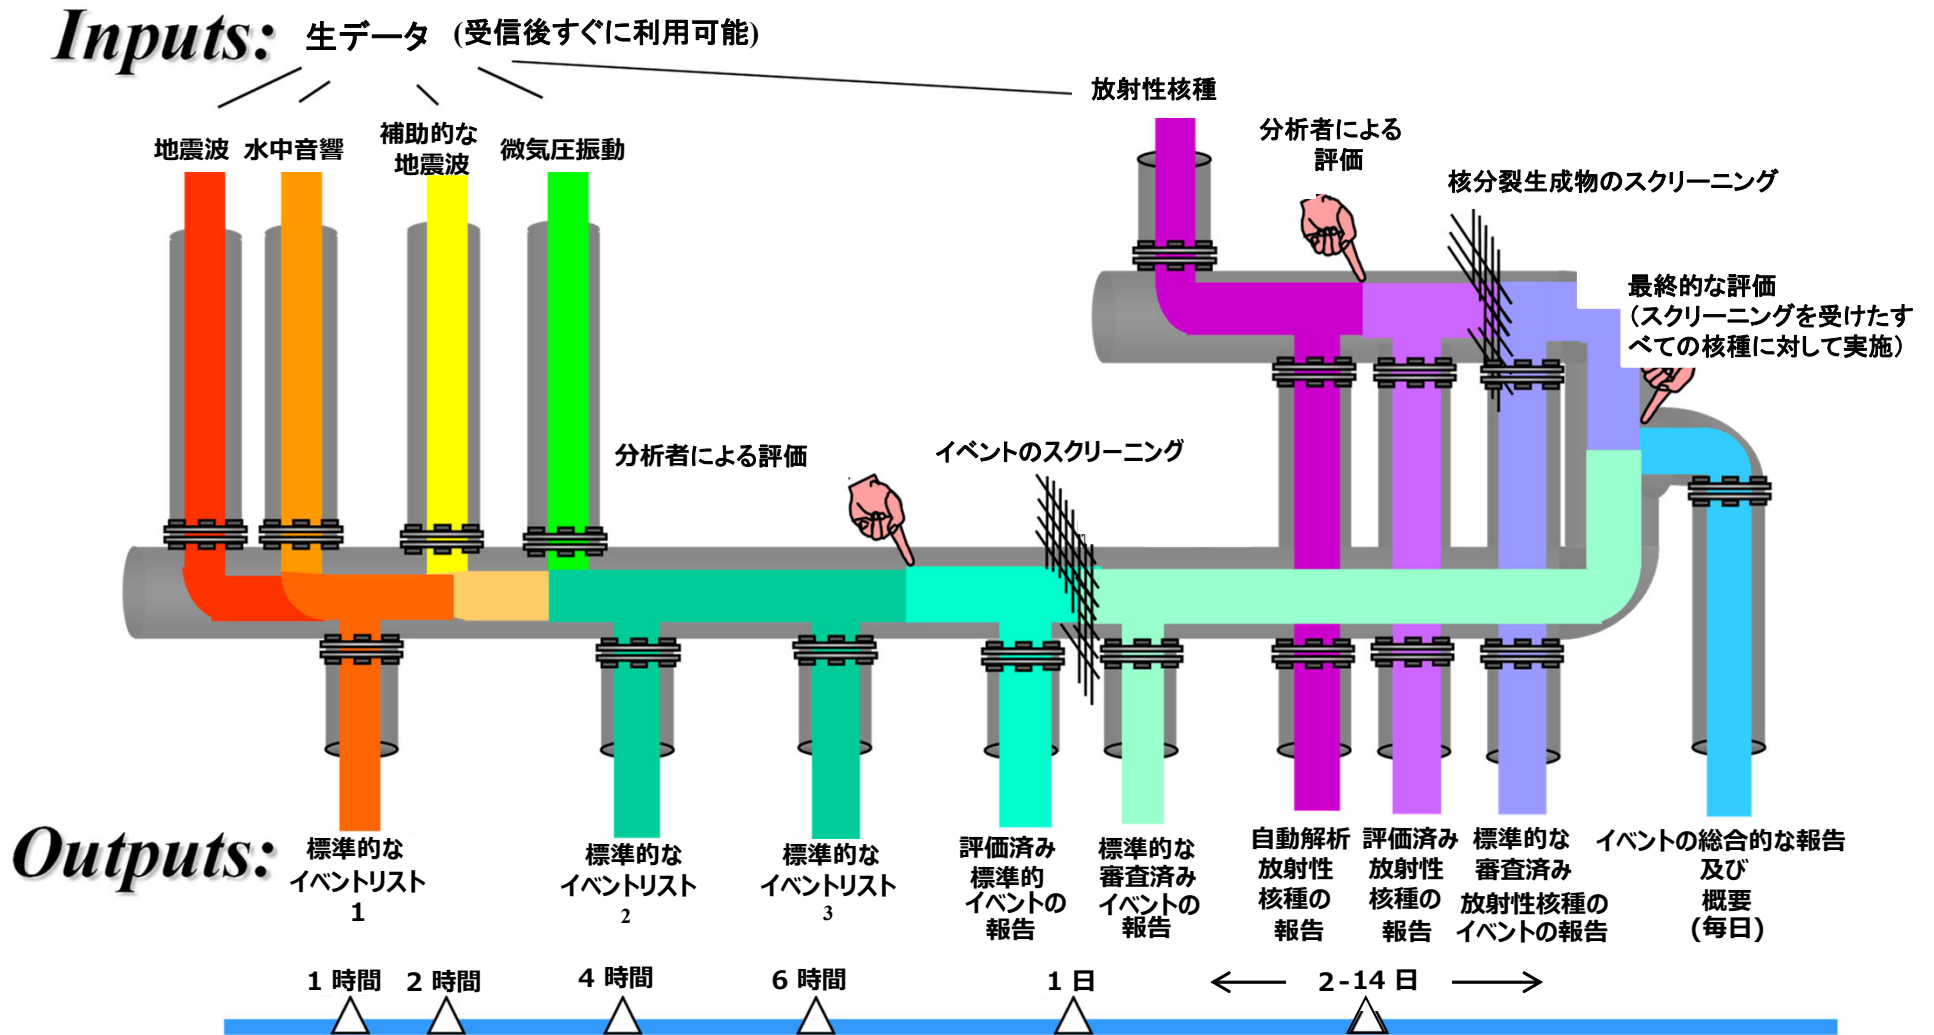 Inputs: 生データ (受信後すぐに利用可能)
地震波
水中音響
補助的な
地震波
微気圧振動
放射性核種
分析者による
評価
核分裂生成物のスクリーニング
最終的な評価
（スクリーニングを受けたす
べての核種に対して実施）
分析者による評価
イベントのスクリーニング
Outputs:
標準的な
イベントリスト
1
標準的な
イベントリスト
2
標準的な
イベントリスト
3
評価済み
標準的
イベントの
報告
標準的な
審査済み
イベントの
報告
自動解析
放射性
核種の
報告
評価済み
放射性
核種の
報告
標準的な
審査済み
放射性核種の
イベントの報告
イベントの総合的な報告
及び
概要
(毎日)
1 時間
2 時間
4 時間
6 時間
1 日
2-14 日